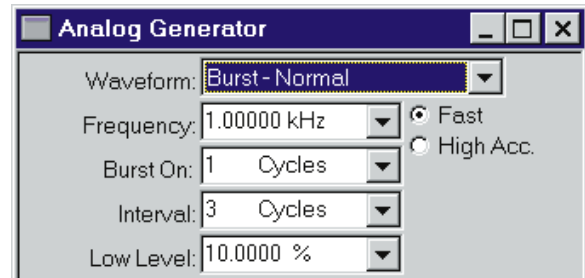 Analog Generator
Waveform: Burst - Normal
Frequency: 1.00000 kHz
Fast
High Acc.
Burst On: 1 Cycles
Interval: 3 Cycles
Low Level: 10.0000 %